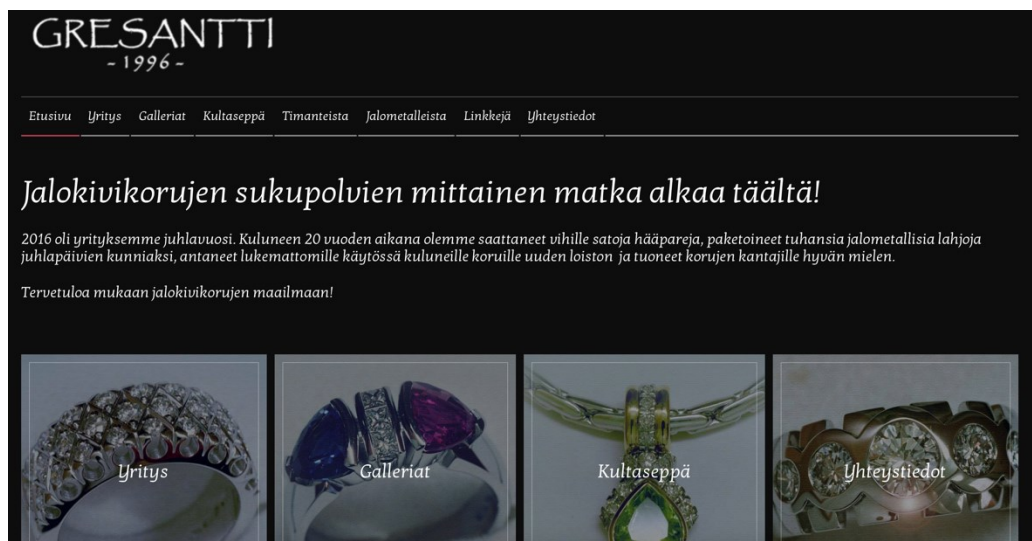 GRESANTTI
~ 1996 ~
Etusivu Yritys Galleriat Kultaseppä Timanteista Jalometalleista Linkkejä Yhteystiedot
Jalokivikorujen sukupolvien mittainen matka alkaa täältä!
2016 oli yrityksemme juhlavuosi. Kuluneen 20 vuoden aikana olemme saattaneet vihille satoja hääpareja, paketoineet tuhansia jalometallisia lahjoja
juhlapäivien kunniaksi, antaneet lukemattomille käytössä kuluneille koruille uuden loiston ja tuoneet korujen kantajille hyvän mielen.
Tervetuloa mukaan jalokivikorujen maailmaan!
Yritys Galleriat Kultaseppä Yhteystiedot